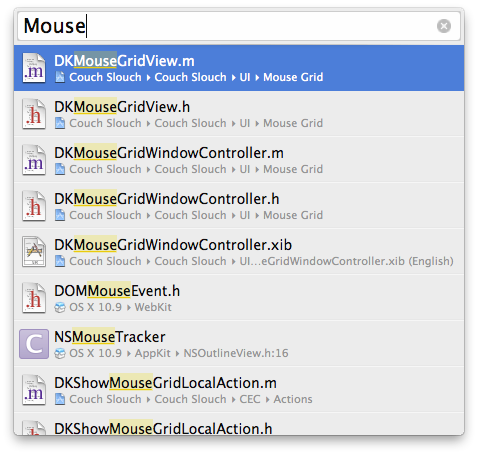 Mouse
DKMouseGridView.m
Couch Slouch ▸ Couch Slouch ▸ UI ▸ Mouse Grid
DKMouseGridView.h
Couch Slouch ▸ Couch Slouch ▸ UI ▸ Mouse Grid
DKMouseGridWindowController.m
Couch Slouch ▸ Couch Slouch ▸ UI ▸ Mouse Grid
DKMouseGridWindowController.h
Couch Slouch ▸ Couch Slouch ▸ UI ▸ Mouse Grid
DKMouseGridWindowController.xib
Couch Slouch ▸ Couch Slouch ▸ UI...eGridWindowController.xib (English)
DOMMouseEvent.h
OS X 10.9 ▸ WebKit
NSMouseTracker
OS X 10.9 ▸ AppKit ▸ NSOutlineView.h:16
DKShowMouseGridLocalAction.m
Couch Slouch ▸ Couch Slouch ▸ CEC ▸ Actions
DKShowMouseGridLocalAction.h